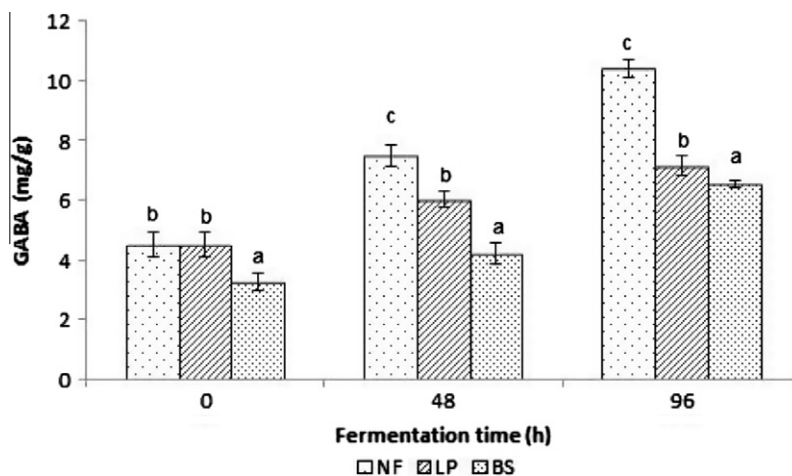 12
10
8
6
4
2
0
GABA (mg/g)
b b a
c b a
c b a
0 48 96
Fermentation time (h)
NF LP BS